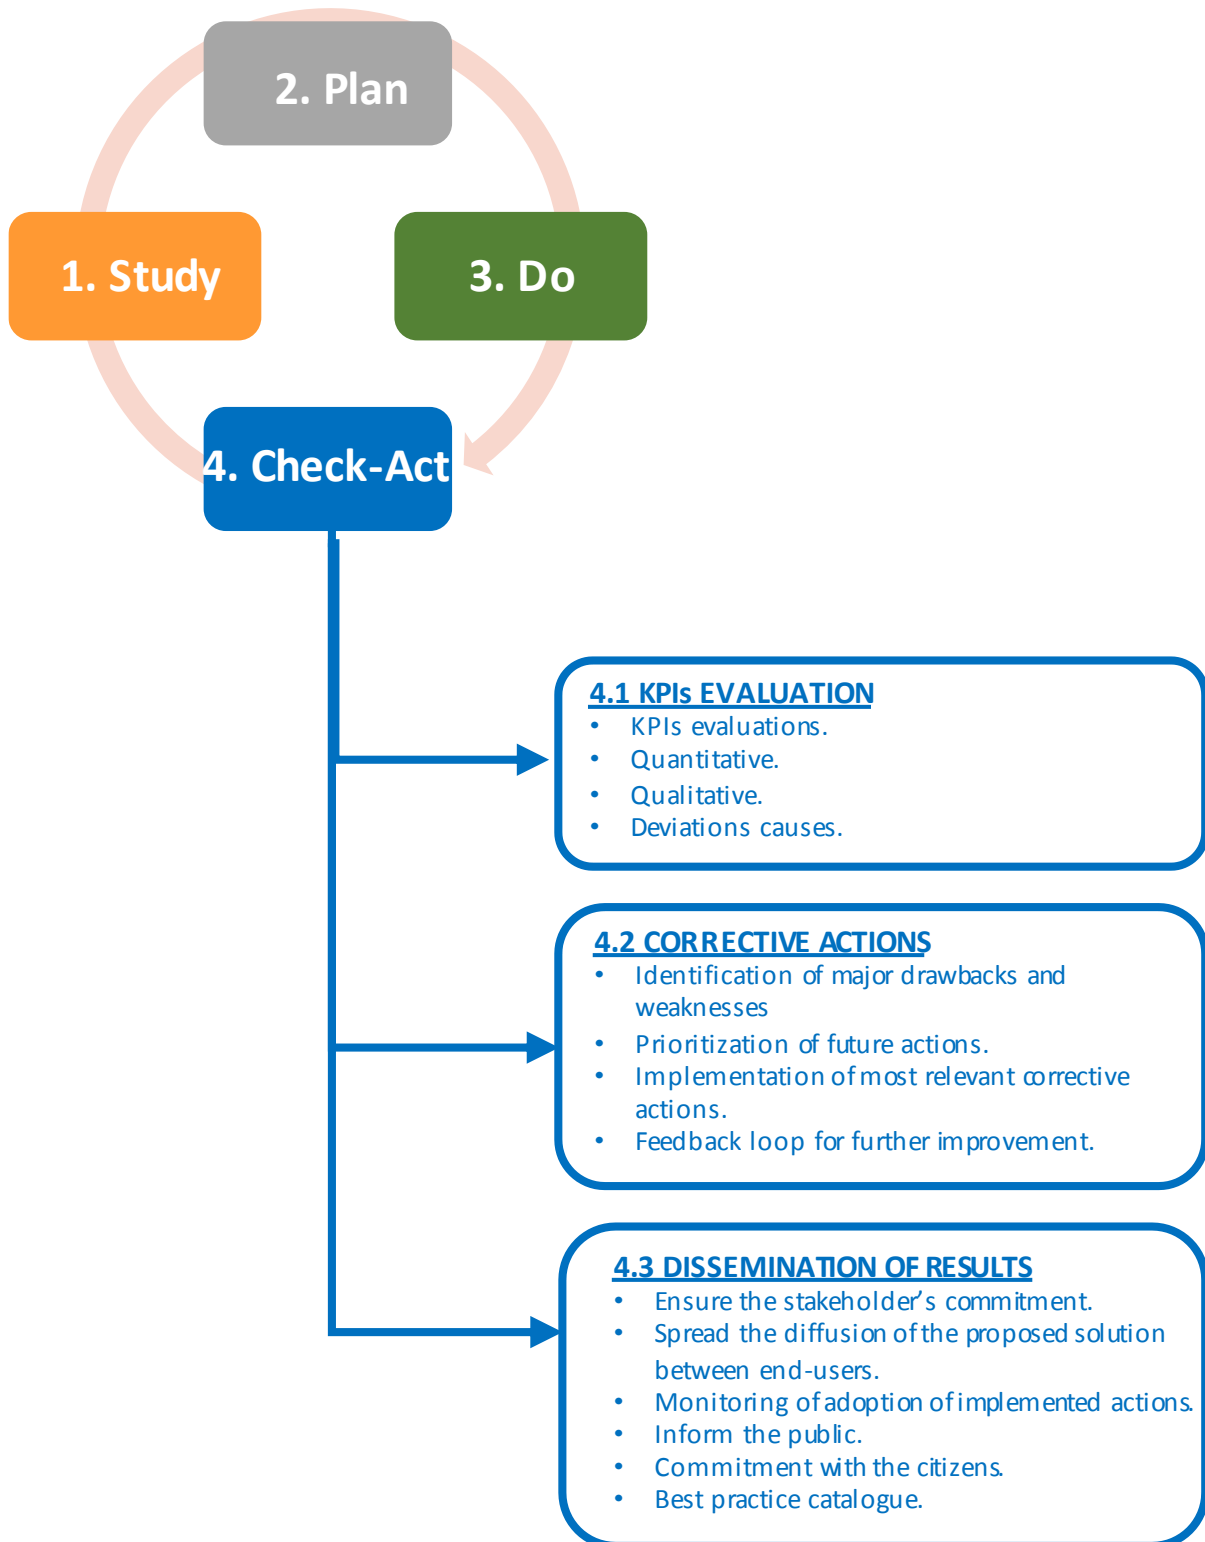 2. Plan
1. Study
3. Do
4. Check-Act
4.1 KPIs EVALUATION
• KPIs evaluations.
• Quantitative.
• Qualitative.
• Deviations causes.
4.2 CORRECTIVE ACTIONS
• Identification of major drawbacks and
weaknesses
• Prioritization of future actions.
• Implementation of most relevant corrective
actions.
• Feedback loop for further improvement.
4.3 DISSEMINATION OF RESULTS
• Ensure the stakeholder’s commitment.
• Spread the diffusion of the proposed solution
between end-users.
• Monitoring of adoption of implemented actions.
• Inform the public.
• Commitment with the citizens.
• Best practice catalogue.